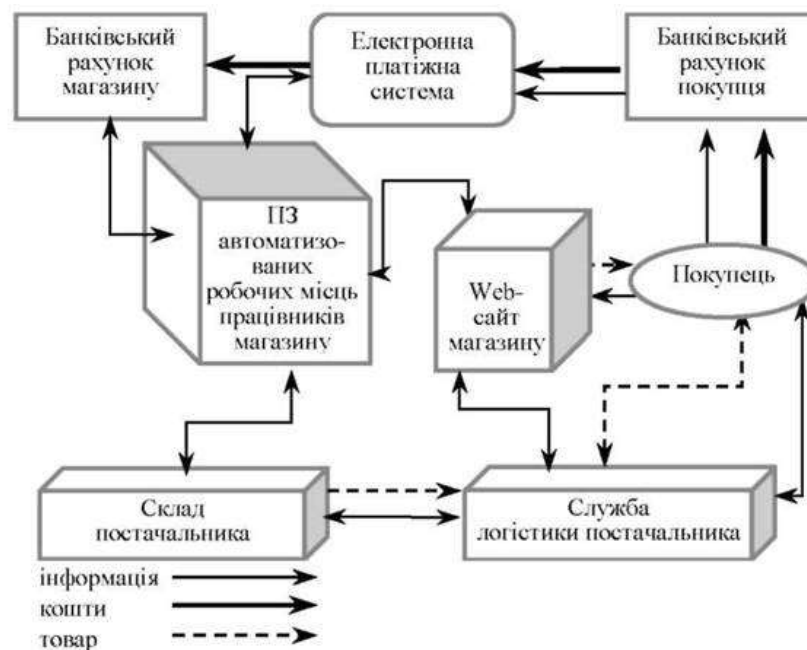 Банківський
рахунок
магазину
Електронна
платіжна
система
Банківський
рахунок
покупця
ПЗ
автоматизо-
ваних
робочих місць
працівників
магазину
Web-
сайт
магазину
Покупець
Склад
постачальника
Служба
логістики постачальника
інформація
кошти
товар